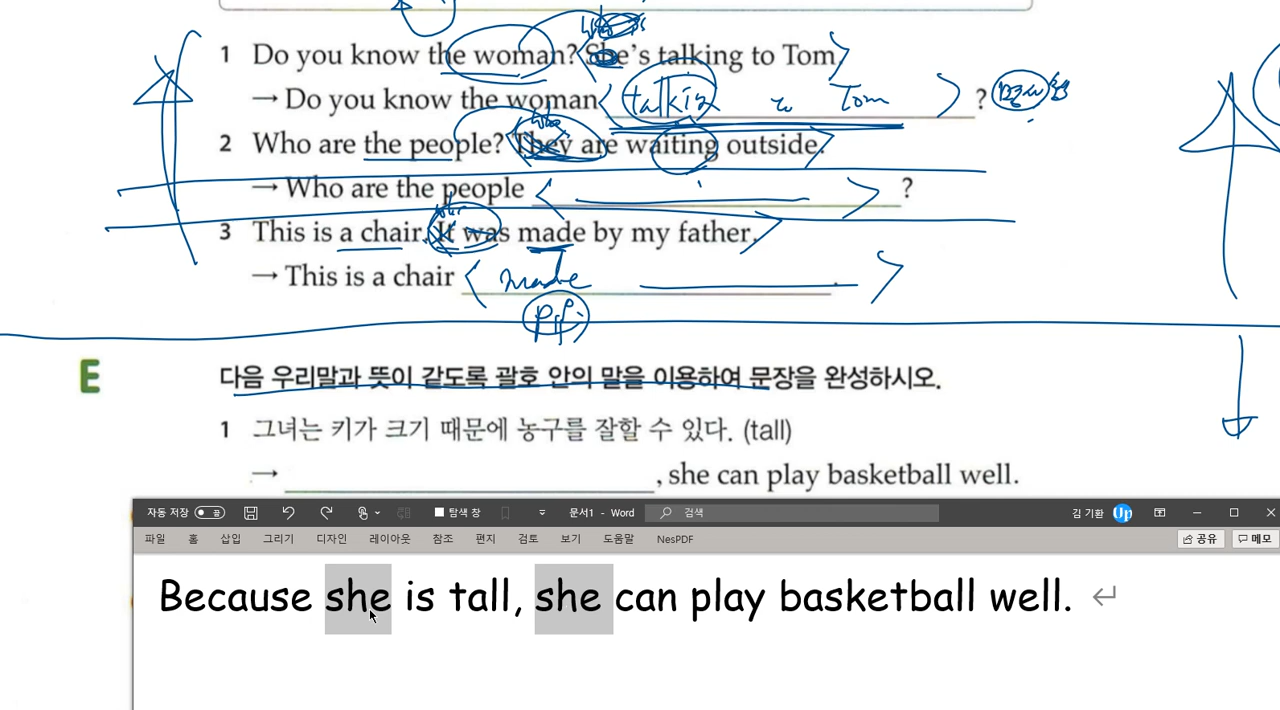 1 Do you know the woman? She's talking to Tom
→ Do you know the woman talking to Tom ?
2 Who are the people? They are waiting outside.
→ Who are the people ?
3 This is a chair. It was made by my father.
→ This is a chair made .
p.p.
E 다음 우리말과 뜻이 같도록 괄호 안의 말을 이용하여 문장을 완성하시오.
1 그녀는 키가 크기 때문에 농구를 잘할 수 있다. (tall)
→ , she can play basketball well.
자동 저장 탐색 창 문서1 - Word 검색 김 기환 Up
파일 홈 삽입 그리기 디자인 레이아웃 참조 편지 검토 보기 도움말 NesPDF 공유 메모
Because she is tall, she can play basketball well.